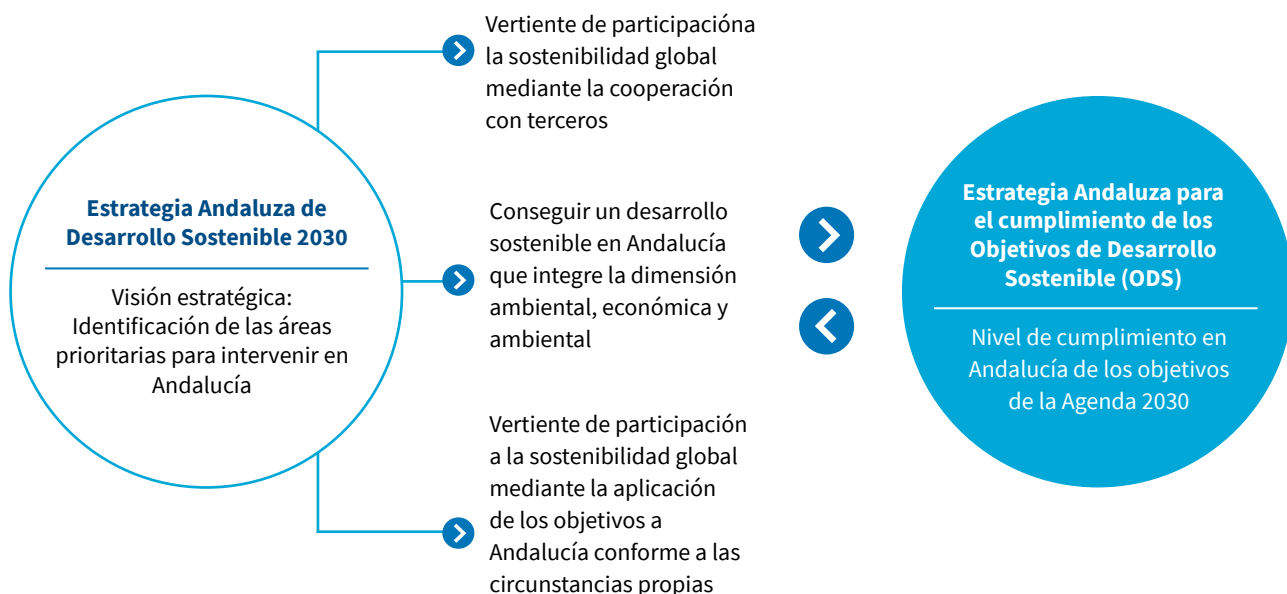 Estrategia Andaluza de
Desarrollo Sostenible 2030
Visión estratégica:
Identificación de las áreas
prioritarias para intervenir en
Andalucía
Vertiente de participacióna
la sostenibilidad global
mediante la cooperación
con terceros
Conseguir un desarrollo
sostenible en Andalucía
que integre la dimensión
ambiental, económica y
ambiental
Vertiente de participación
a la sostenibilidad global
mediante la aplicación
de los objetivos a
Andalucía conforme a las
circunstancias propias
Estrategia Andaluza para
el cumplimiento de los
Objetivos de Desarrollo
Sostenible (ODS)
Nivel de cumplimiento en
Andalucía de los objetivos
de la Agenda 2030